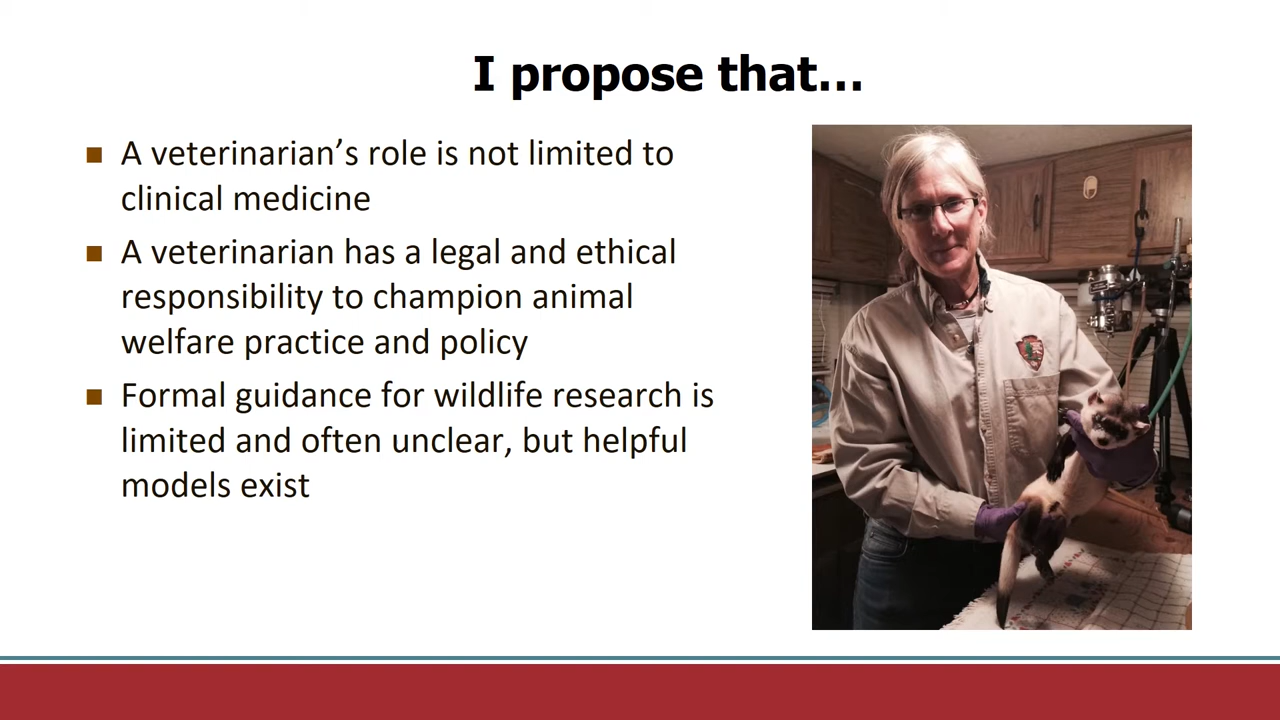 I propose that…
A veterinarian’s role is not limited to
clinical medicine
A veterinarian has a legal and ethical
responsibility to champion animal
welfare practice and policy
Formal guidance for wildlife research is
limited and often unclear, but helpful
models exist